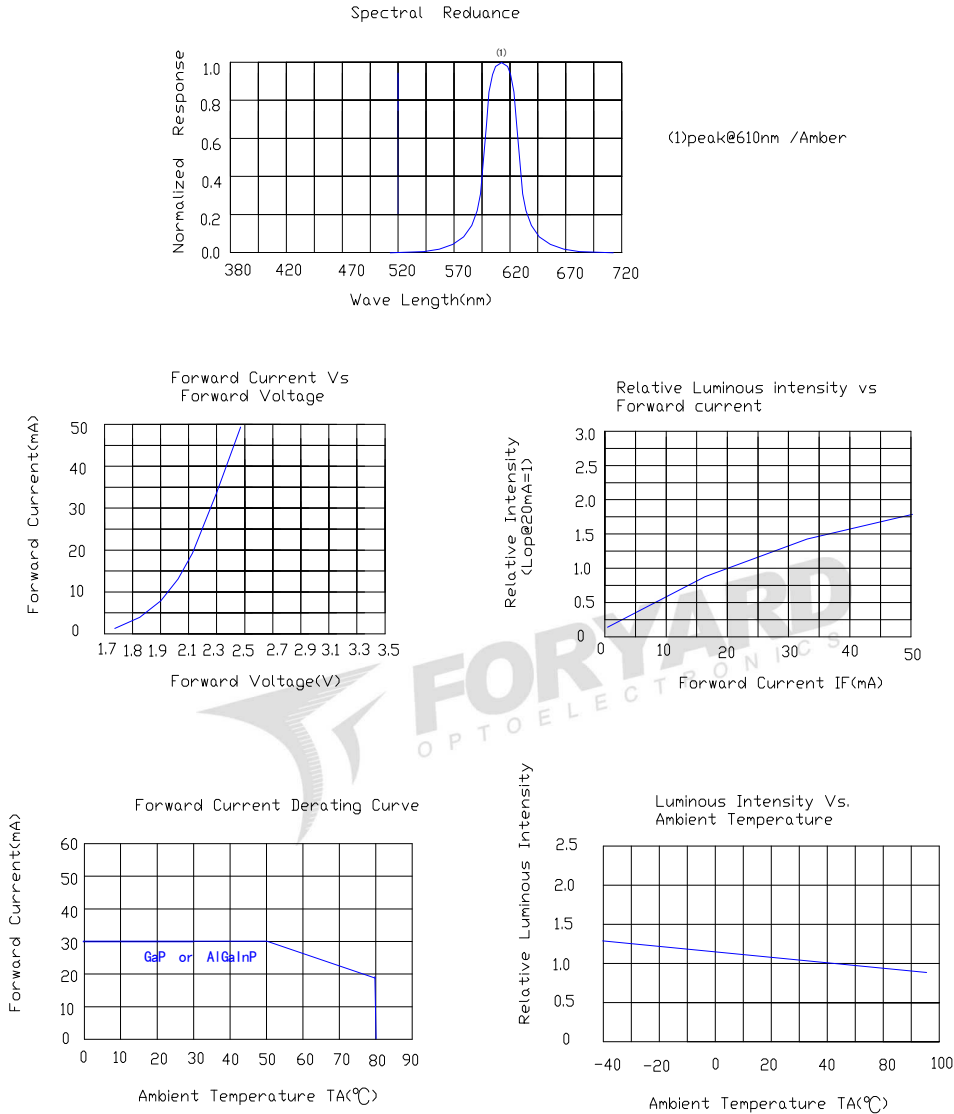 Spectral Reduance
(1)
Normalized Response
1.0
0.8
0.6
0.4
0.2
0.0
380 420 470 520 570 620 670 720
Wave Length(nm)
(1)peak@610nm /Amber
Forward Current Vs
Forward Voltage
Forward Current(mA)
50
40
30
20
10
0
1.7 1.8 1.9 2.1 2.3 2.5 2.7 2.9 3.1 3.3 3.5
Forward Voltage(V)
Relative Luminous intensity vs
Forward current
Relative Intensity
(Lop@20mA=1)
3.0
2.5
2.0
1.5
1.0
0.5
0
0 10 20 30 40 50
Forward Current IF(mA)
FORYARD
OPTOELECTRONICS
Forward Current Derating Curve
Forward Current(mA)
60
50
40
30
20
10
0
GaP or AlGaInP
0 10 20 30 40 50 60 70 80 90
Ambient Temperature TA(℃)
Luminous Intensity Vs.
Ambient Temperature
Relative Luminous Intensity
2.5
2.0
1.5
1.0
0.5
0
-40 -20 0 20 40 60 80 100
Ambient Temperature TA(℃)